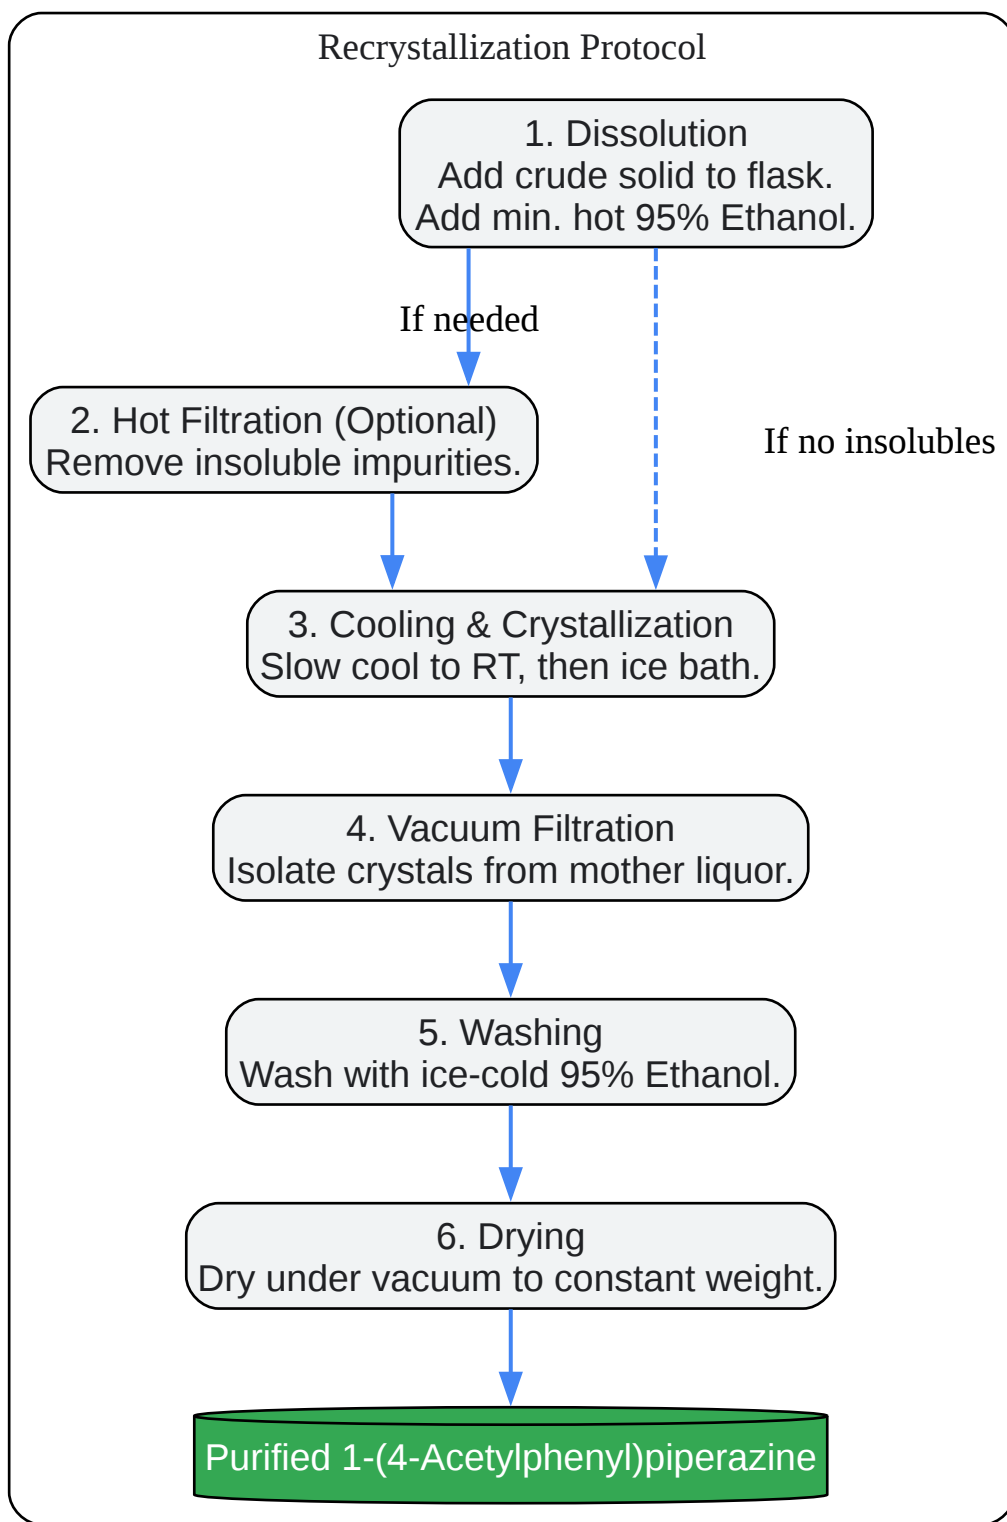 Recrystallization Protocol
1. Dissolution
Add crude solid to flask.
Add min. hot 95% Ethanol.
If needed
2. Hot Filtration (Optional)
Remove insoluble impurities.
If no insolubles
3. Cooling & Crystallization
Slow cool to RT, then ice bath.
4. Vacuum Filtration
Isolate crystals from mother liquor.
5. Washing
Wash with ice-cold 95% Ethanol.
6. Drying
Dry under vacuum to constant weight.
Purified 1-(4-Acetylphenyl)piperazine